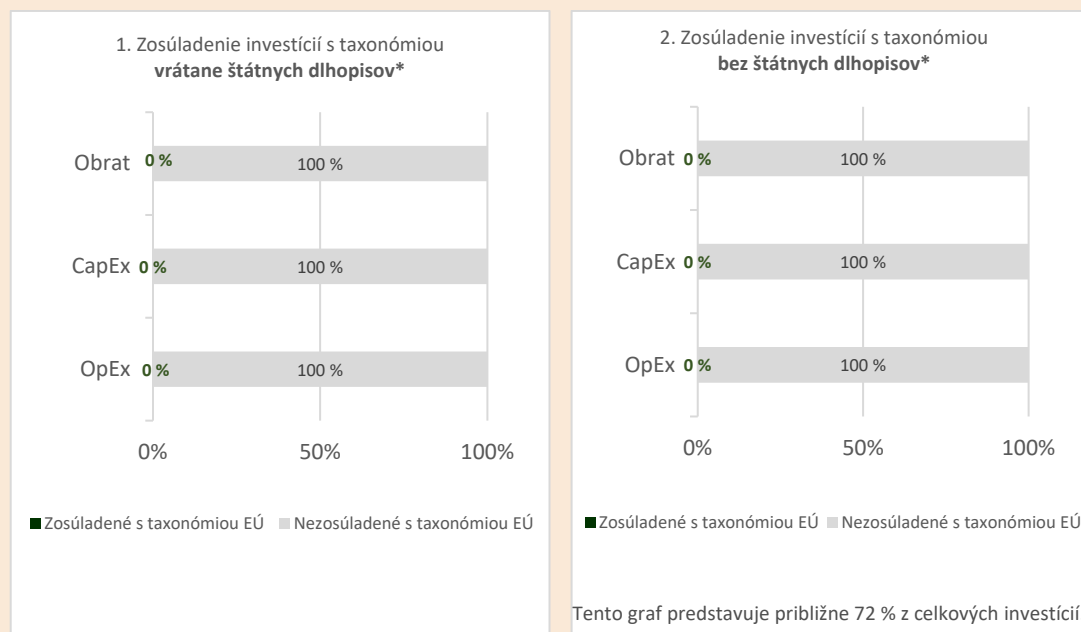 1. Zosúladenie investícií s taxonómiou
vrátane štátnych dlhopisov*
Obrat 0 % 100 %
CapEx 0 % 100 %
OpEx 0 % 100 %
0% 50% 100%
Zosúladené s taxonómiou EÚ Nezosúladené s taxonómiou EÚ
2. Zosúladenie investícií s taxonómiou
bez štátnych dlhopisov*
Obrat 0 % 100 %
CapEx 0 % 100 %
OpEx 0 % 100 %
0% 50% 100%
Zosúladené s taxonómiou EÚ Nezosúladené s taxonómiou EÚ
Tento graf predstavuje približne 72 % z celkových investícií